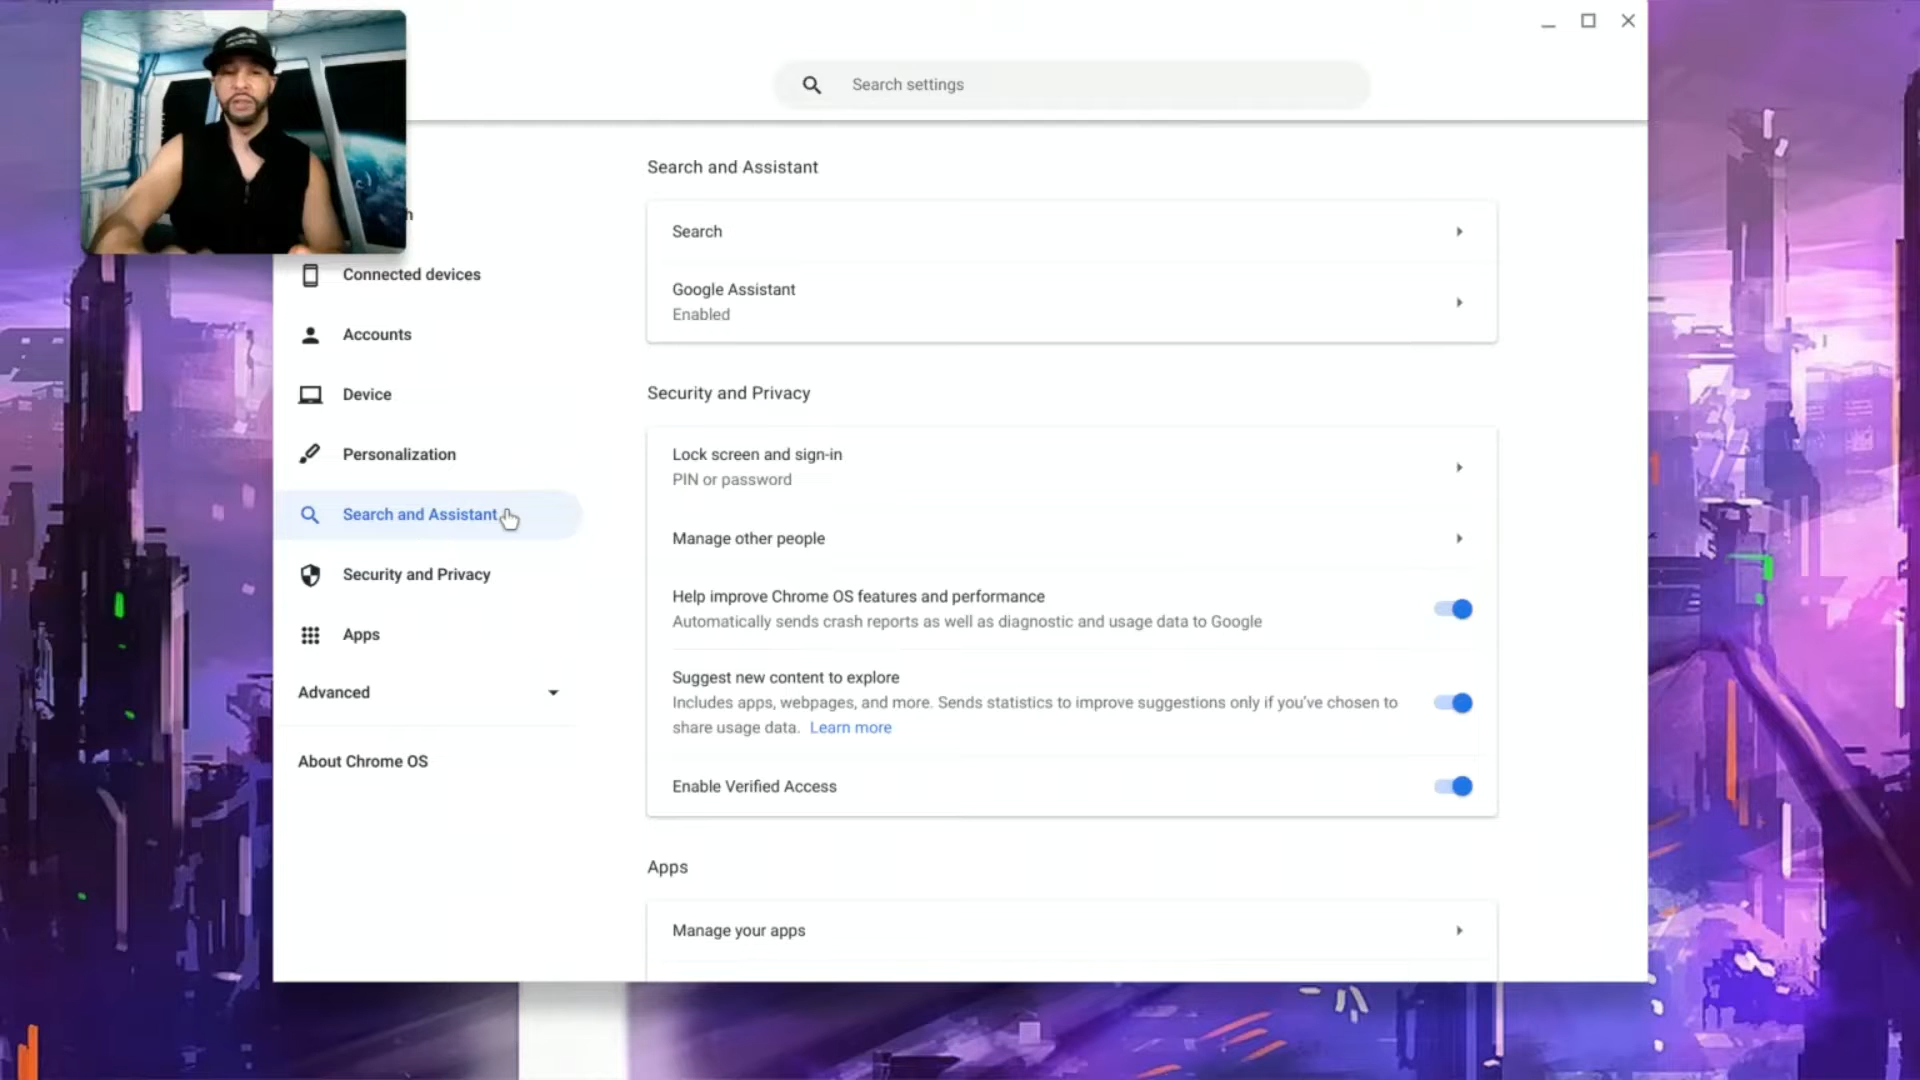 Search settings
Search and Assistant
Search
Google Assistant
Enabled
Security and Privacy
Lock screen and sign-in
PIN or password
Manage other people
Help improve Chrome OS features and performance
Automatically sends crash reports as well as diagnostic and usage data to Google
Suggest new content to explore
Includes apps, webpages, and more. Sends statistics to improve suggestions only if you've chosen to
share usage data. Learn more
Enable Verified Access
Apps
Manage your apps
Connected devices
Accounts
Device
Personalization
Search and Assistant
Security and Privacy
Apps
Advanced
About Chrome OS